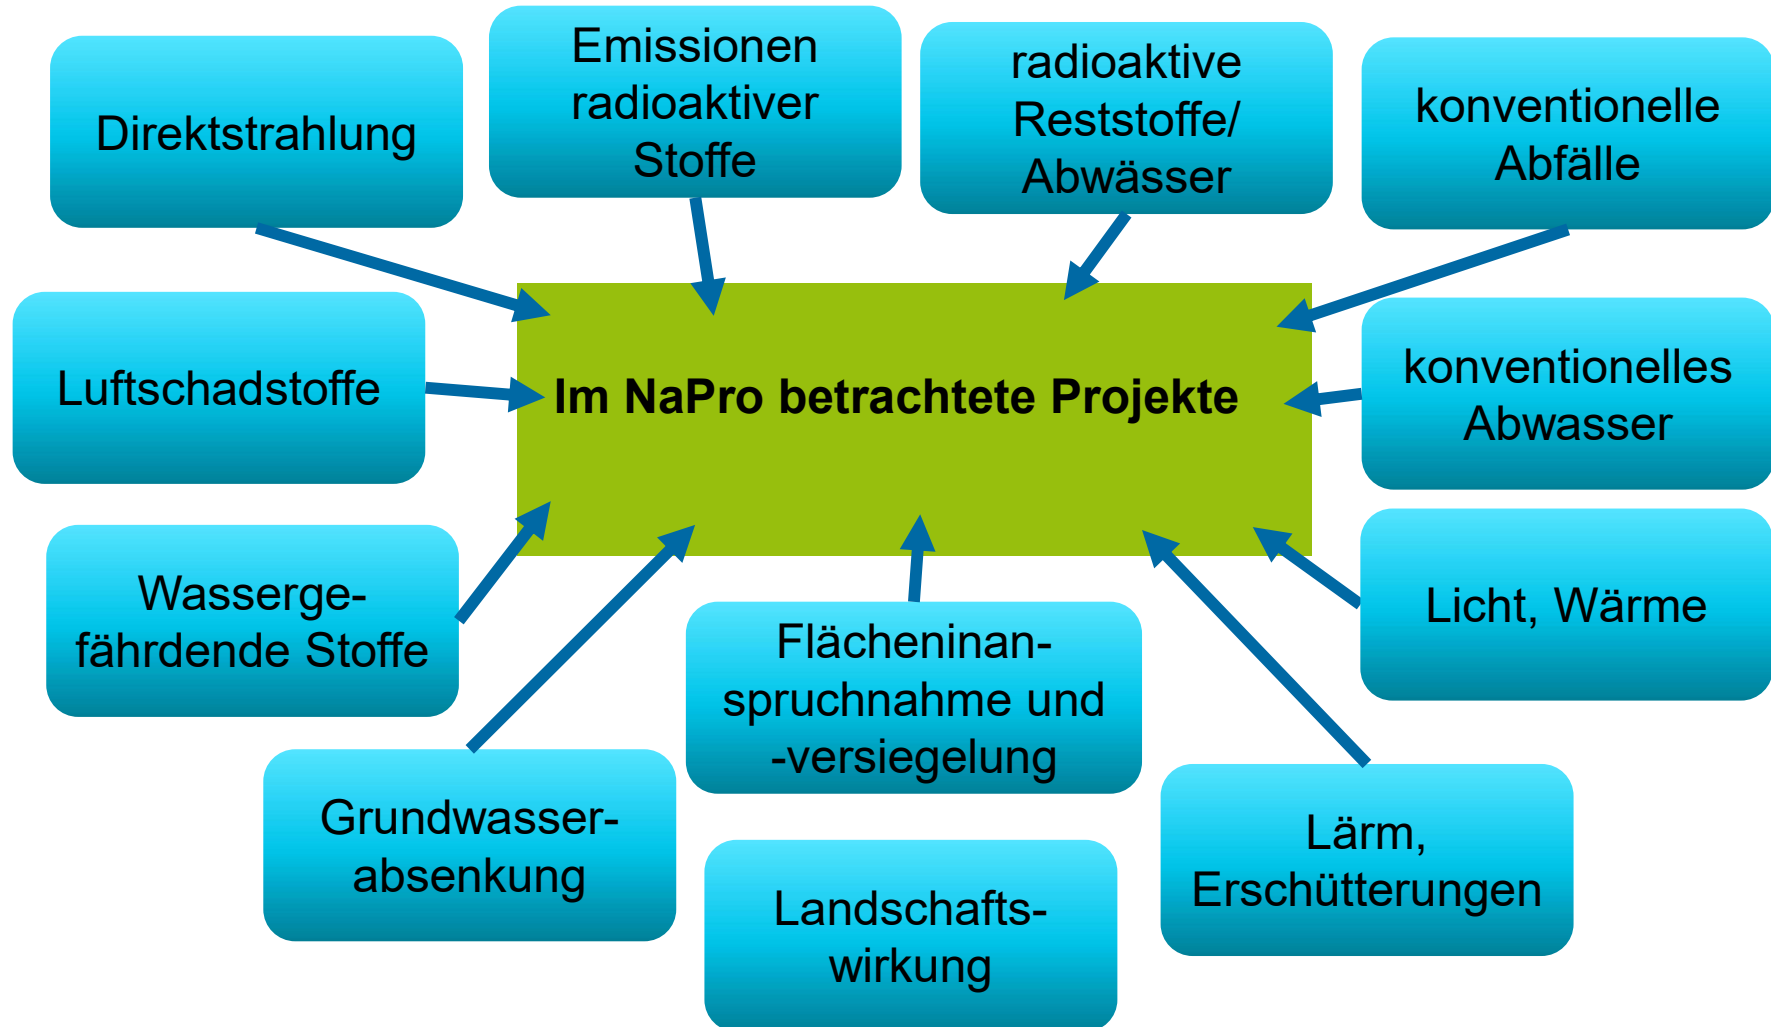 Direktstrahlung
Emissionen
radioaktiver
Stoffe
radioaktive
Reststoffe/
Abwässer
konventionelle
Abfälle
Luftschadstoffe
Im NaPro betrachtete Projekte
konventionelles
Abwasser
Wasserge-
fährdende Stoffe
Flächeninan-
spruchnahme und
-versiegelung
Licht, Wärme
Grundwasser-
absenkung
Landschafts-
wirkung
Lärm,
Erschütterungen